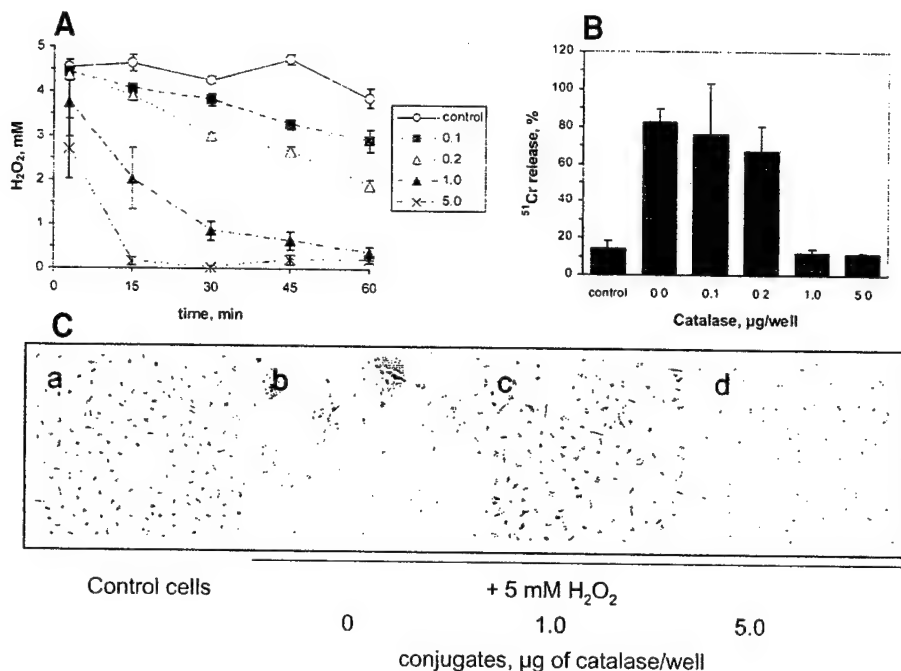 A
5
4
3
2
1
0
H₂O₂, mM
0
15
30
45
60
time, min
control
0.1
0.2
1.0
5.0
B
120
100
80
60
40
20
0
⁵¹Cr release, %
control
0.0
0.1
0.2
1.0
5.0
Catalase, µg/well
C
a
b
c
d
Control cells
+ 5 mM H₂O₂
0
1.0
5.0
conjugates, µg of catalase/well